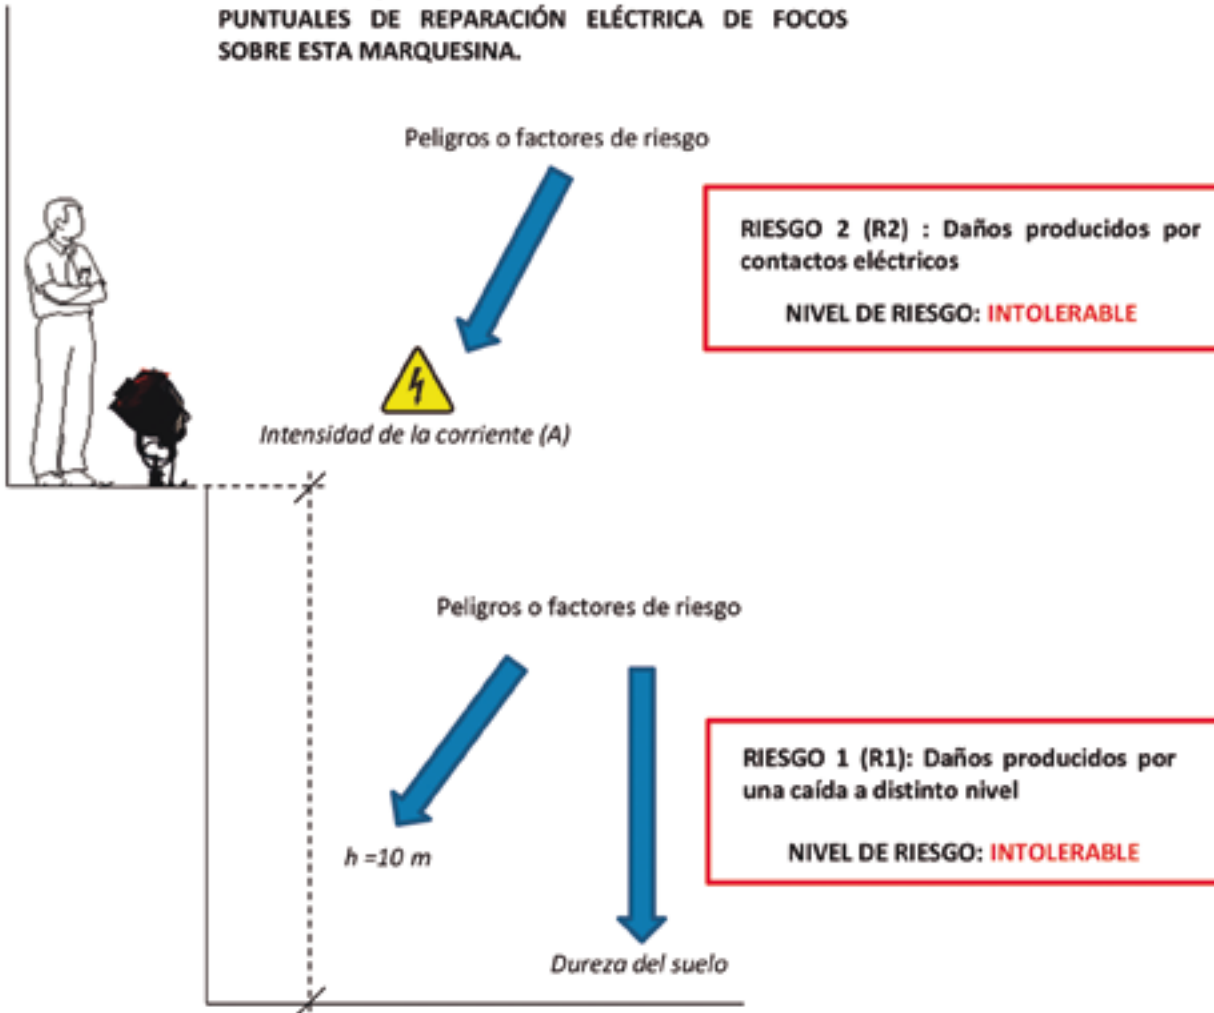 PUNTUALES DE REPARACIÓN ELÉCTRICA DE FOCOS
SOBRE ESTA MARQUESINA.
Peligros o factores de riesgo
RIESGO 2 (R2) : Daños producidos por
contactos eléctricos
NIVEL DE RIESGO: INTOLERABLE
Intensidad de la corriente (A)
Peligros o factores de riesgo
RIESGO 1 (R1): Daños producidos por
una caída a distinto nivel
NIVEL DE RIESGO: INTOLERABLE
h =10 m
Dureza del suelo